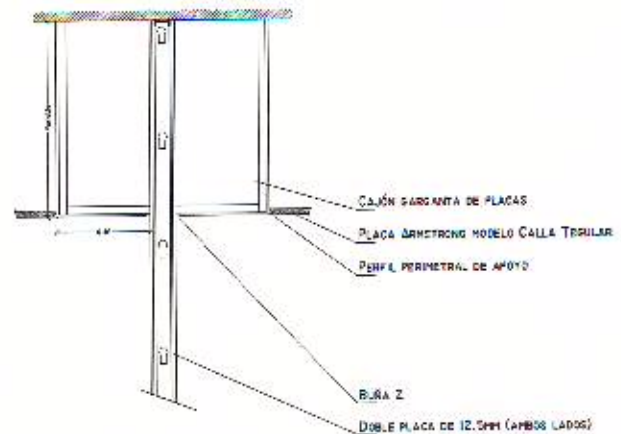 CAJÓN GARGANTA DE PLACAS
PLACA ARMSTRONG MODELO CALLA TEGULAR
PERFIL PERIMETRAL DE APOYO
BUÑA Z
DOBLE PLACA DE 12.5MM (AMBOS LADOS)